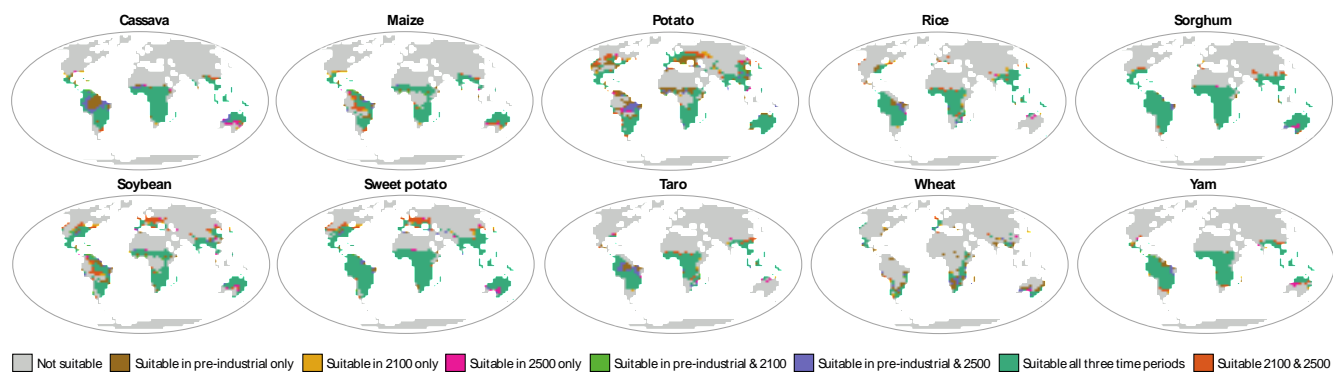 Cassava Maize Potato Rice Sorghum
Soybean Sweet potato Taro Wheat Yam
Not suitable Suitable in pre-industrial only Suitable in 2100 only Suitable in 2500 only Suitable in pre-industrial & 2100 Suitable in pre-industrial & 2500 Suitable all three time periods Suitable 2100 & 2500